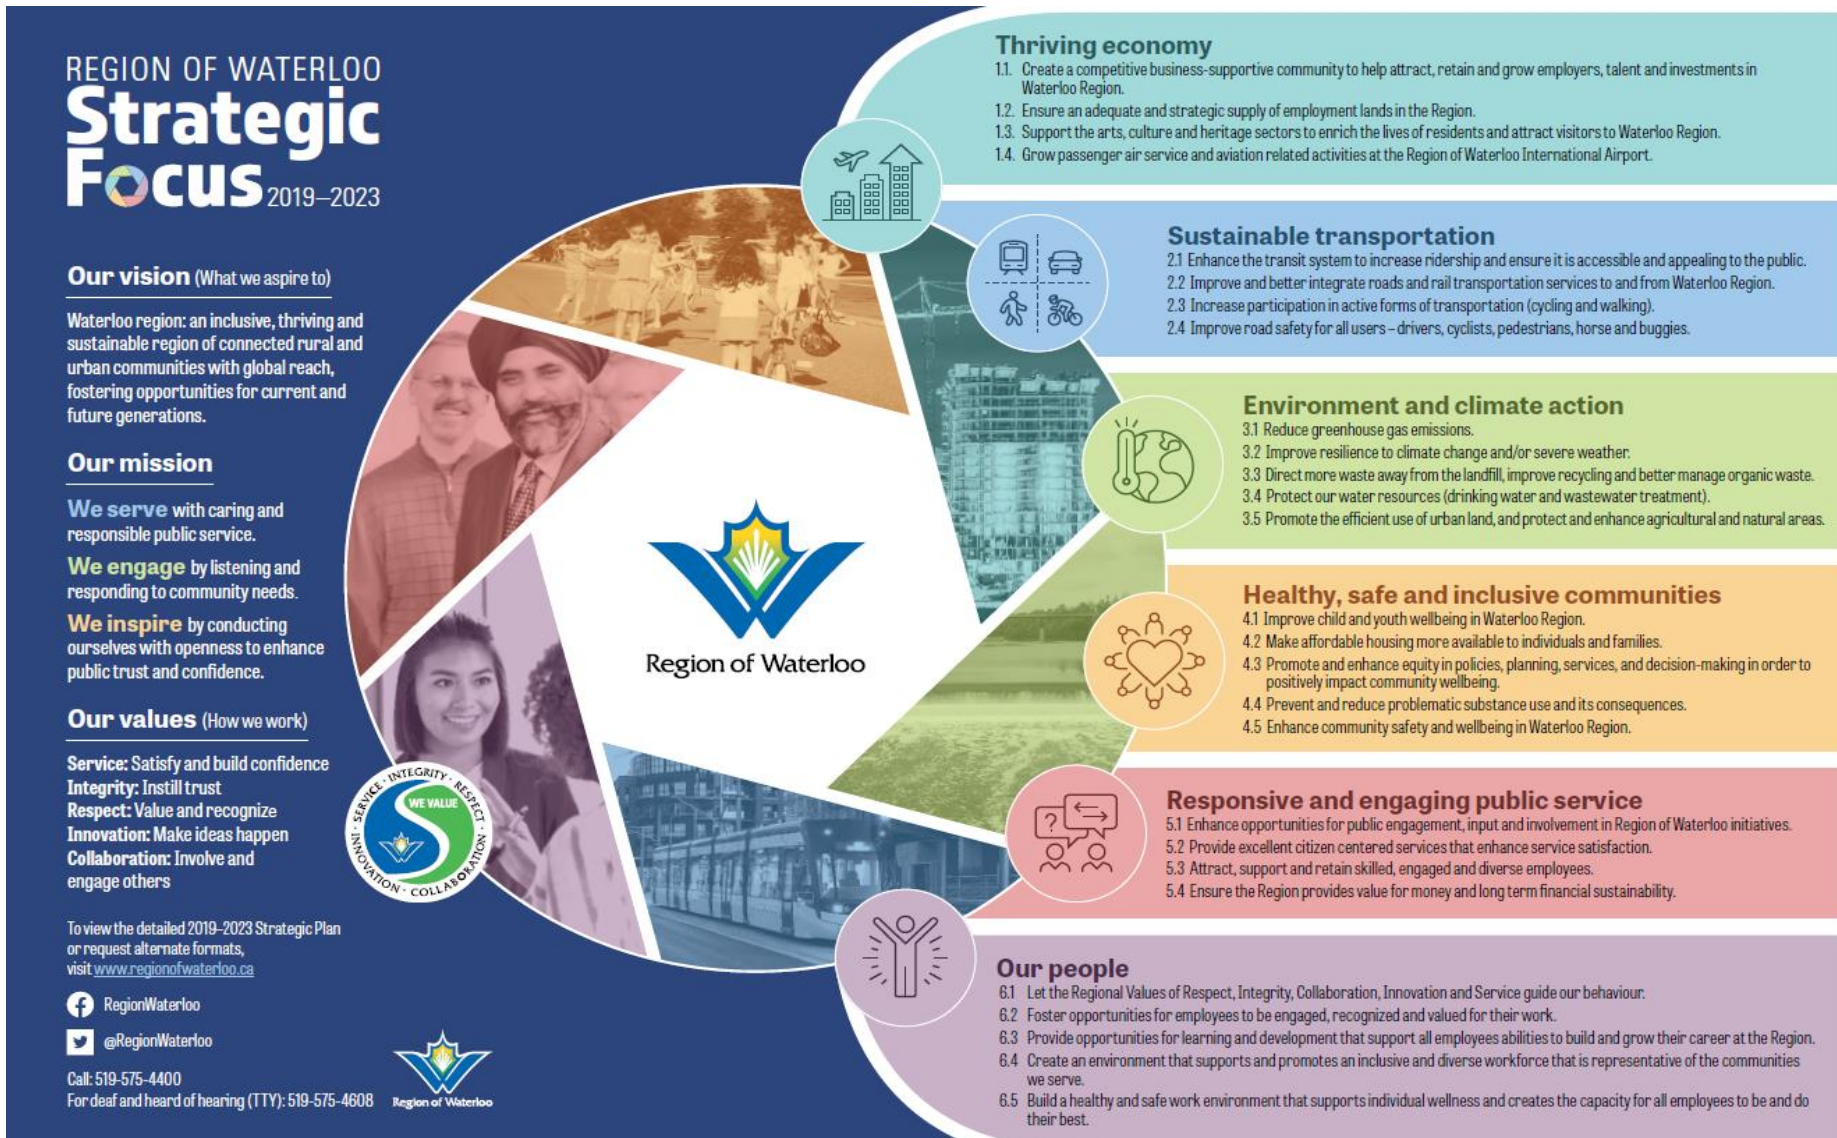 REGION OF WATERLOO
Strategic
Focus 2019–2023
Our vision (What we aspire to)
Waterloo region: an inclusive, thriving and
sustainable region of connected rural and
urban communities with global reach,
fostering opportunities for current and
future generations.
Our mission
We serve with caring and
responsible public service.
We engage by listening and
responding to community needs.
We inspire by conducting
ourselves with openness to enhance
public trust and confidence.
Our values (How we work)
Service: Satisfy and build confidence
Integrity: Instill trust
Respect: Value and recognize
Innovation: Make ideas happen
Collaboration: Involve and
engage others
To view the detailed 2019–2023 Strategic Plan
or request alternate formats,
visit www.regionofwaterloo.ca
RegionWaterloo
@RegionWaterloo
Call: 519-575-4400
For deaf and heard of hearing (TTY): 519-575-4608
Region of Waterloo
WE VALUE
SERVICE · INTEGRITY · RESPECT · COLLABORATION · INNOVATION ·
Region of Waterloo
Thriving economy
1.1. Create a competitive business-supportive community to help attract, retain and grow employers, talent and investments in
Waterloo Region.
1.2. Ensure an adequate and strategic supply of employment lands in the Region.
1.3. Support the arts, culture and heritage sectors to enrich the lives of residents and attract visitors to Waterloo Region.
1.4. Grow passenger air service and aviation related activities at the Region of Waterloo International Airport.
Sustainable transportation
2.1 Enhance the transit system to increase ridership and ensure it is accessible and appealing to the public.
2.2 Improve and better integrate roads and rail transportation services to and from Waterloo Region.
2.3 Increase participation in active forms of transportation (cycling and walking).
2.4 Improve road safety for all users – drivers, cyclists, pedestrians, horse and buggies.
Environment and climate action
3.1 Reduce greenhouse gas emissions.
3.2 Improve resilience to climate change and/or severe weather.
3.3 Direct more waste away from the landfill, improve recycling and better manage organic waste.
3.4 Protect our water resources (drinking water and wastewater treatment).
3.5 Promote the efficient use of urban land, and protect and enhance agricultural and natural areas.
Healthy, safe and inclusive communities
4.1 Improve child and youth wellbeing in Waterloo Region.
4.2 Make affordable housing more available to individuals and families.
4.3 Promote and enhance equity in policies, planning, services, and decision-making in order to
positively impact community wellbeing.
4.4 Prevent and reduce problematic substance use and its consequences.
4.5 Enhance community safety and wellbeing in Waterloo Region.
?
Responsive and engaging public service
5.1 Enhance opportunities for public engagement, input and involvement in Region of Waterloo initiatives.
5.2 Provide excellent citizen centered services that enhance service satisfaction.
5.3 Attract, support and retain skilled, engaged and diverse employees.
5.4 Ensure the Region provides value for money and long term financial sustainability.
Our people
6.1 Let the Regional Values of Respect, Integrity, Collaboration, Innovation and Service guide our behaviour.
6.2 Foster opportunities for employees to be engaged, recognized and valued for their work.
6.3 Provide opportunities for learning and development that support all employees abilities to build and grow their career at the Region.
6.4 Create an environment that supports and promotes an inclusive and diverse workforce that is representative of the communities
we serve.
6.5 Build a healthy and safe work environment that supports individual wellness and creates the capacity for all employees to be and do
their best.